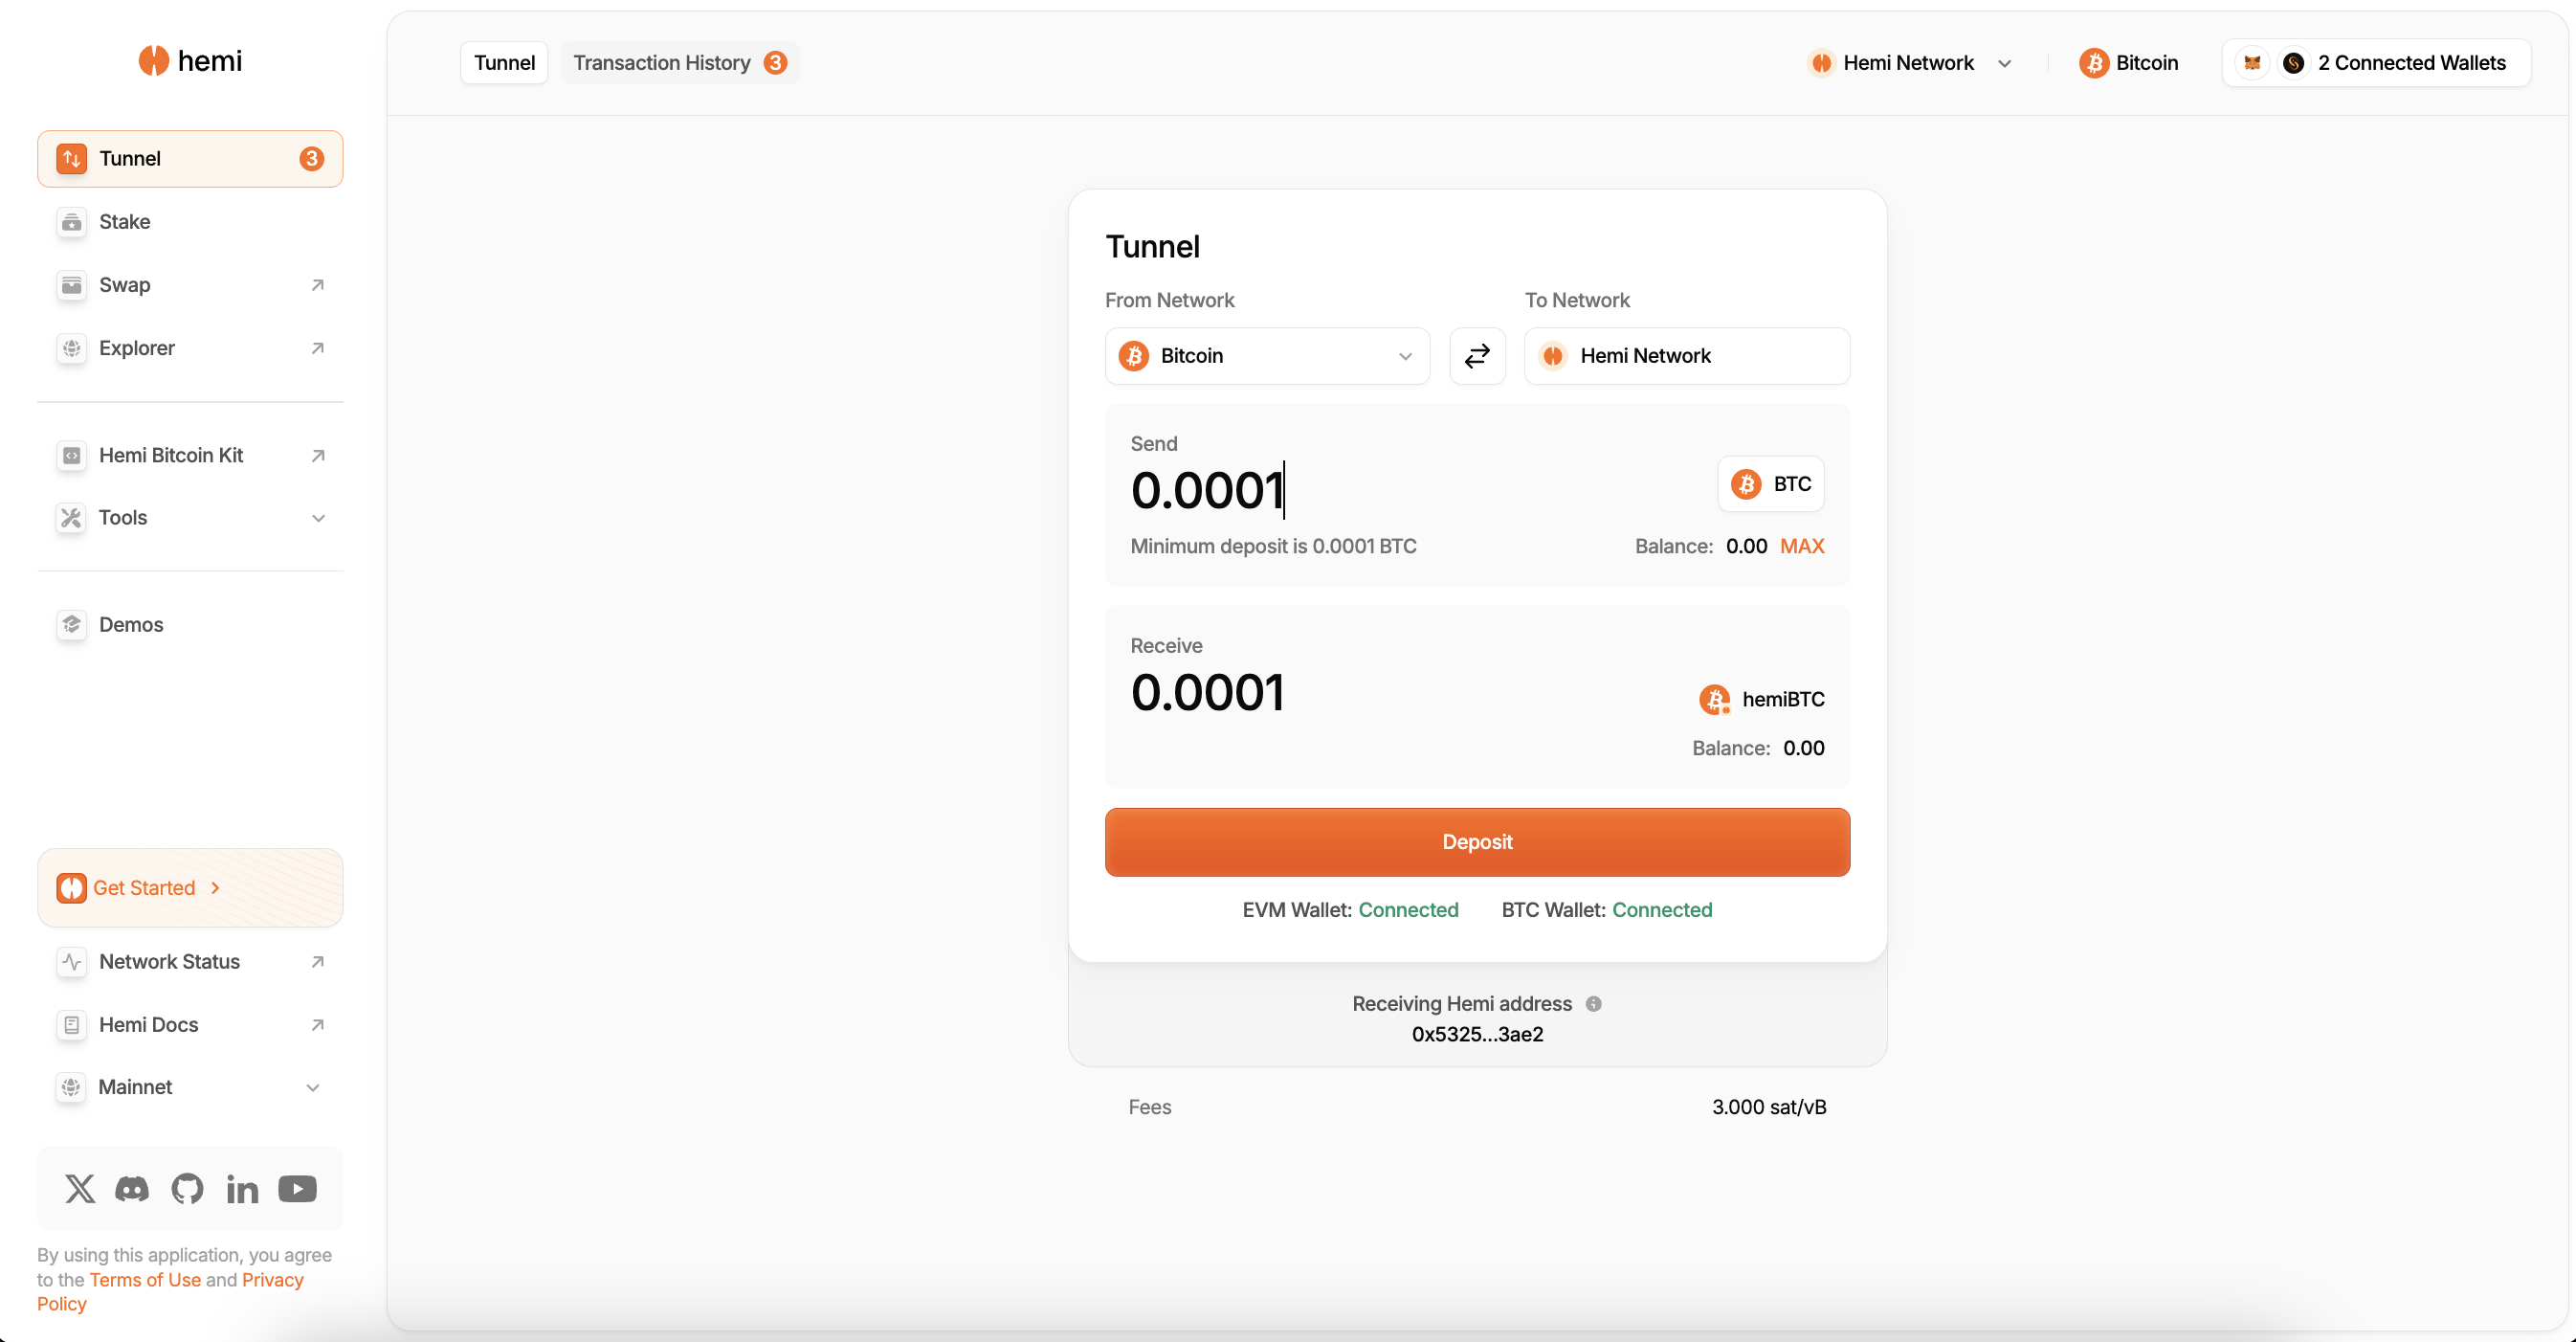 hemi
Tunnel 3
Stake
Swap
Explorer
Hemi Bitcoin Kit
Tools
Demos
Get Started
Network Status
Hemi Docs
Mainnet
By using this application, you agree
to the Terms of Use and Privacy
Policy
Tunnel Transaction History 3 Hemi Network Bitcoin 2 Connected Wallets
Tunnel
From Network To Network
Bitcoin Hemi Network
Send
0.0001 BTC
Minimum deposit is 0.0001 BTC Balance: 0.00 MAX
Receive
0.0001 hemiBTC
Balance: 0.00
Deposit
EVM Wallet: Connected BTC Wallet: Connected
Receiving Hemi address
0x5325...3ae2
Fees 3.000 sat/vB